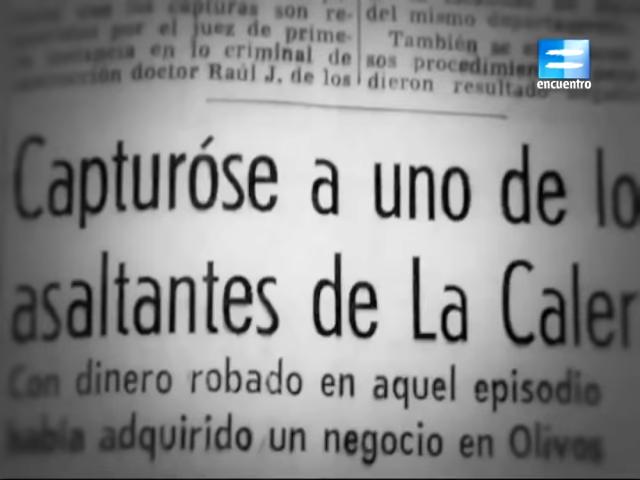 las capturas son re-
por el juez de prime-
en lo criminal de
doctor Raúl J. de los
del mismo
También se
sos
dieron
encuentro
Capturóse a uno de lo
asaltantes de La Caler
Con dinero robado en aquel episodio
había adquirido un negocio en Olivos